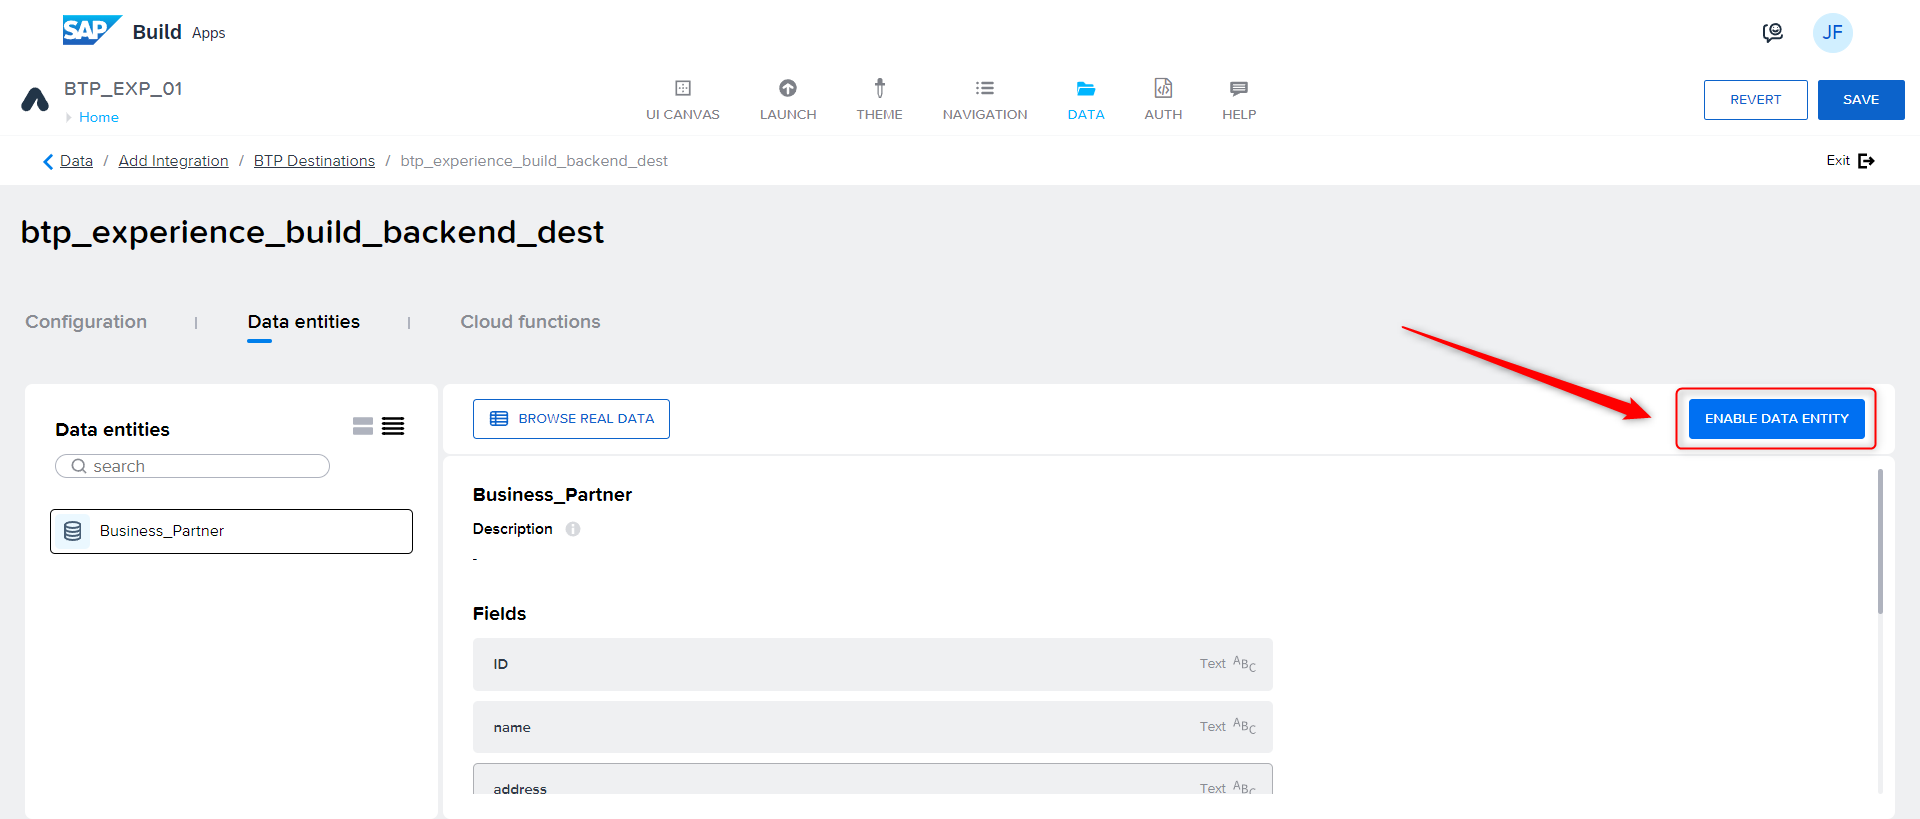 SAP Build Apps
JF
BTP_EXP_01
Home
UI CANVAS
LAUNCH
THEME
NAVIGATION
DATA
AUTH
HELP
REVERT
SAVE
Data / Add Integration / BTP Destinations / btp_experience_build_backend_dest
Exit
btp_experience_build_backend_dest
Configuration | Data entities | Cloud functions
Data entities
search
Business_Partner
BROWSE REAL DATA
ENABLE DATA ENTITY
Business_Partner
Description
-
Fields
ID Text ABC
name Text ABC
address Text ABC